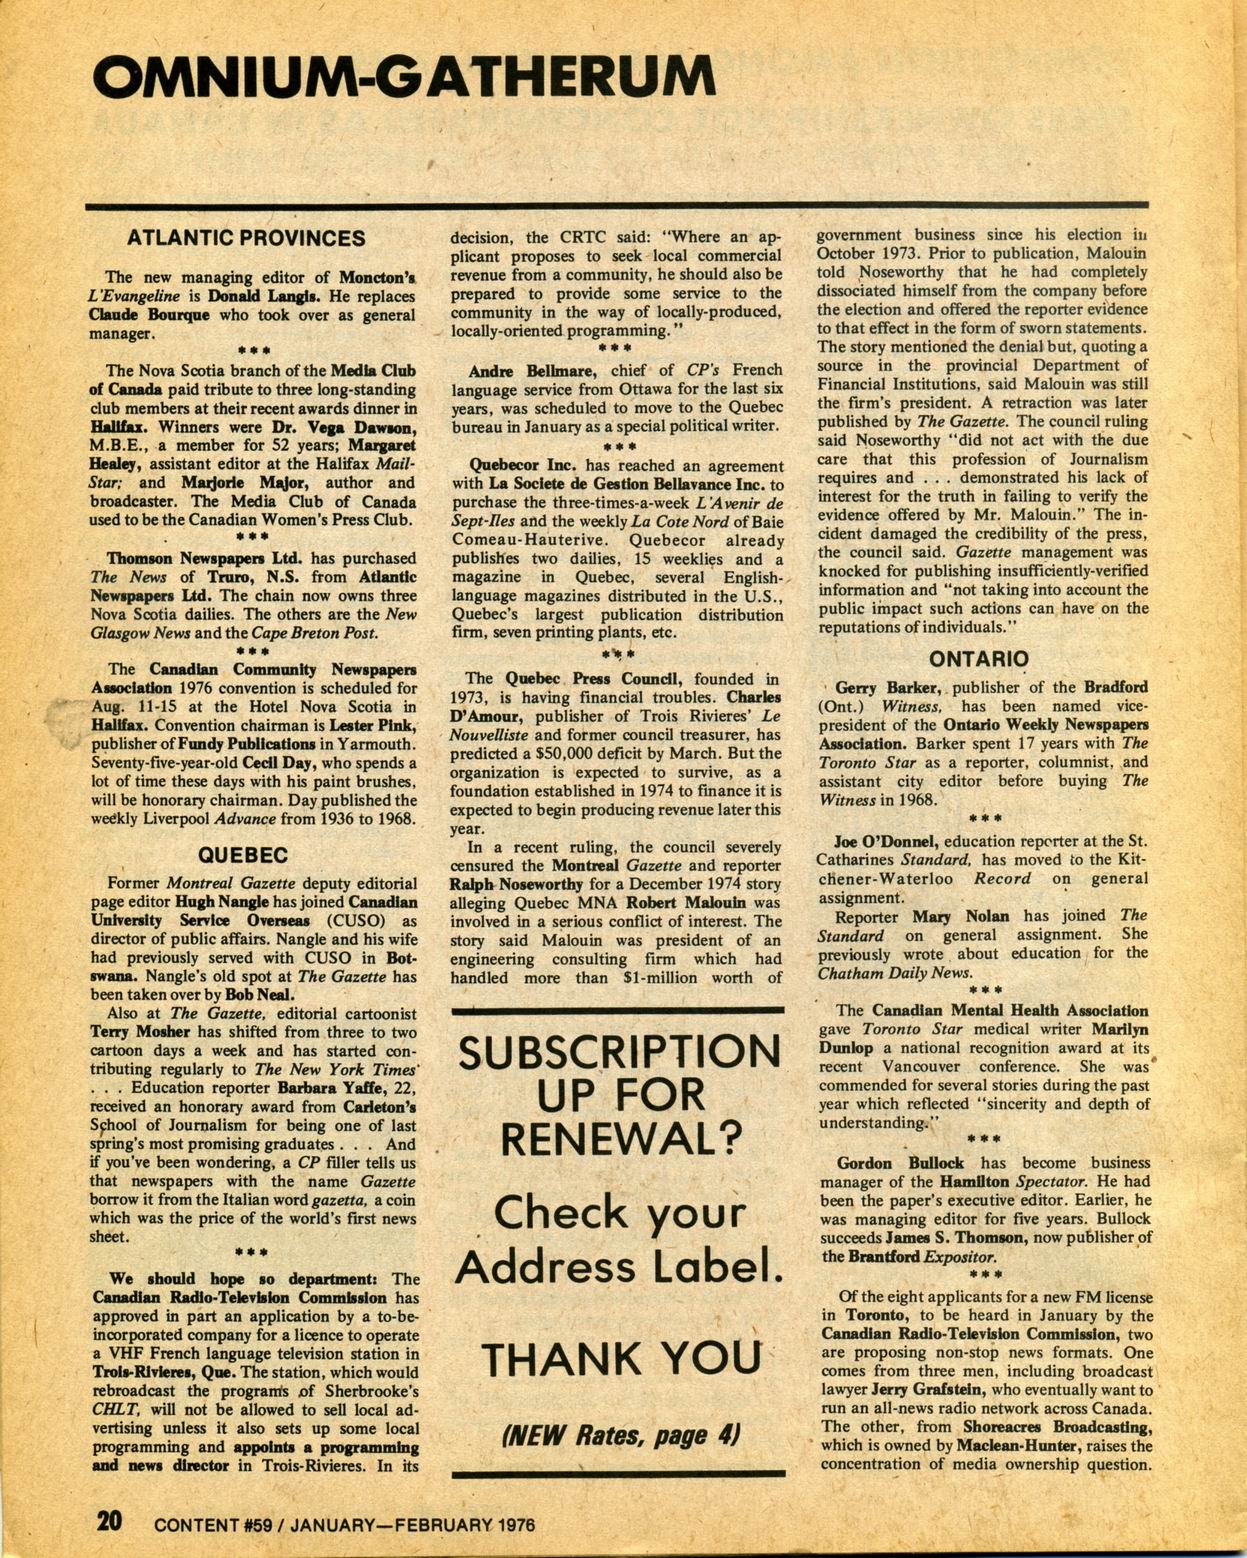 OMNIUM-GATHERUM
ATLANTIC PROVINCES
The new managing editor of Moncton's
L'Evangeline is Donald Langis. He replaces
Claude Bourque who took over as general
manager.
***
The Nova Scotia branch of the Media Club
of Canada paid tribute to three long-standing
club members at their recent awards dinner in
Halifax. Winners were Dr. Vega Dawson,
M.B.E., a member for 52 years; Margaret
Healey, assistant editor at the Halifax Mail-
Star; and Marjorie Major, author and
broadcaster. The Media Club of Canada
used to be the Canadian Women's Press Club.
***
Thomson Newspapers Ltd. has purchased
The News of Truro, N.S. from Atlantic
Newspapers Ltd. The chain now owns three
Nova Scotia dailies. The others are the New
Glasgow News and the Cape Breton Post.
***
The Canadian Community Newspapers
Association 1976 convention is scheduled for
Aug. 11-15 at the Hotel Nova Scotia in
Halifax. Convention chairman is Lester Pink,
publisher of Fundy Publications in Yarmouth.
Seventy-five-year-old Cecil Day, who spends a
lot of time these days with his paint brushes,
will be honorary chairman. Day published the
weekly Liverpool Advance from 1936 to 1968.
QUEBEC
Former Montreal Gazette deputy editorial
page editor Hugh Nangle has joined Canadian
University Service Overseas (CUSO) as
director of public affairs. Nangle and his wife
had previously served with CUSO in Bot-
swana. Nangle's old spot at The Gazette has
been taken over by Bob Neal.
Also at The Gazette, editorial cartoonist
Terry Mosher has shifted from three to two
cartoon days a week and has started con-
tributing regularly to The New York Times
. . . Education reporter Barbara Yaffe, 22,
received an honorary award from Carleton's
School of Journalism for being one of last
spring's most promising graduates . . . And
if you've been wondering, a CP filler tells us
that newspapers with the name Gazette
borrow it from the Italian word gazetta, a coin
which was the price of the world's first news
sheet.
***
We should hope so department: The
Canadian Radio-Television Commission has
approved in part an application by a to-be-
incorporated company for a licence to operate
a VHF French language television station in
Trois-Rivieres, Que. The station, which would
rebroadcast the programs of Sherbrooke's
CHLT, will not be allowed to sell local ad-
vertising unless it also sets up some local
programming and appoints a programming
and news director in Trois-Rivieres. In its
decision, the CRTC said: "Where an ap-
plicant proposes to seek local commercial
revenue from a community, he should also be
prepared to provide some service to the
community in the way of locally-produced,
locally-oriented programming."
***
Andre Bellmare, chief of CP's French
language service from Ottawa for the last six
years, was scheduled to move to the Quebec
bureau in January as a special political writer.
***
Quebecor Inc. has reached an agreement
with La Societe de Gestion Bellavance Inc. to
purchase the three-times-a-week L'Avenir de
Sept-Iles and the weekly La Cote Nord of Baie
Comeau-Hauterive. Quebecor already
publishes two dailies, 15 weeklies and a
magazine in Quebec, several English-
language magazines distributed in the U.S.,
Quebec's largest publication distribution
firm, seven printing plants, etc.
***
The Quebec Press Council, founded in
1973, is having financial troubles. Charles
D'Amour, publisher of Trois Rivieres' Le
Nouvelliste and former council treasurer, has
predicted a $50,000 deficit by March. But the
organization is expected to survive, as a
foundation established in 1974 to finance it is
expected to begin producing revenue later this
year.
In a recent ruling, the council severely
censured the Montreal Gazette and reporter
Ralph Noseworthy for a December 1974 story
alleging Quebec MNA Robert Malouin was
involved in a serious conflict of interest. The
story said Malouin was president of an
engineering consulting firm which had
handled more than $1-million worth of
SUBSCRIPTION
UP FOR
RENEWAL?
Check your
Address Label.
THANK YOU
(NEW Rates, page 4)
government business since his election in
October 1973. Prior to publication, Malouin
told Noseworthy that he had completely
dissociated himself from the company before
the election and offered the reporter evidence
to that effect in the form of sworn statements.
The story mentioned the denial but, quoting a
source in the provincial Department of
Financial Institutions, said Malouin was still
the firm's president. A retraction was later
published by The Gazette. The council ruling
said Noseworthy "did not act with the due
care that this profession of Journalism
requires and . . . demonstrated his lack of
interest for the truth in failing to verify the
evidence offered by Mr. Malouin." The in-
cident damaged the credibility of the press,
the council said. Gazette management was
knocked for publishing insufficiently-verified
information and "not taking into account the
public impact such actions can have on the
reputations of individuals."
ONTARIO
Gerry Barker, publisher of the Bradford
(Ont.) Witness, has been named vice-
president of the Ontario Weekly Newspapers
Association. Barker spent 17 years with The
Toronto Star as a reporter, columnist, and
assistant city editor before buying The
Witness in 1968.
***
Joe O'Donnel, education reporter at the St.
Catharines Standard, has moved to the Kit-
chener-Waterloo Record on general
assignment.
Reporter Mary Nolan has joined The
Standard on general assignment. She
previously wrote about education for the
Chatham Daily News.
***
The Canadian Mental Health Association
gave Toronto Star medical writer Marilyn
Dunlop a national recognition award at its
recent Vancouver conference. She was
commended for several stories during the past
year which reflected "sincerity and depth of
understanding."
***
Gordon Bullock has become business
manager of the Hamilton Spectator. He had
been the paper's executive editor. Earlier, he
was managing editor for five years. Bullock
succeeds James S. Thomson, now publisher of
the Brantford Expositor.
***
Of the eight applicants for a new FM license
in Toronto, to be heard in January by the
Canadian Radio-Television Commission, two
are proposing non-stop news formats. One
comes from three men, including broadcast
lawyer Jerry Grafstein, who eventually want to
run an all-news radio network across Canada.
The other, from Shoreacres Broadcasting,
which is owned by Maclean-Hunter, raises the
concentration of media ownership question.
20 CONTENT #59 / JANUARY—FEBRUARY 1976